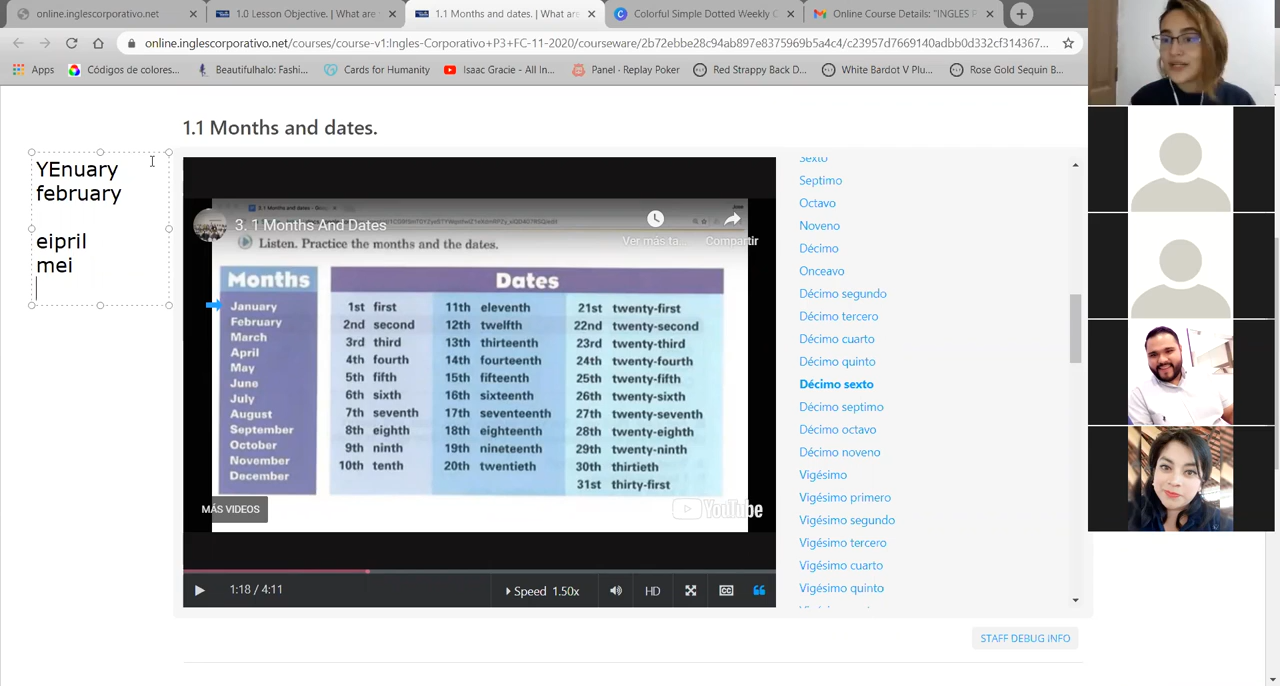 online.inglescorporativo.net
1.0 Lesson Objective. | What are
1.1 Months and dates. | What are
Colorful Simple Dotted Weekly C
Online Course Details: "INGLES P
online.inglescorporativo.net/courses/course-v1:Ingles-Corporativo+P3+FC-11-2020/courseware/2b72ebbe28c94ab897e8375969b5a4c4/c23957d7669140adbb0d332cf314367...
Apps
Códigos de colores...
Beautifulhalo: Fashi...
Cards for Humanity
Isaac Gracie - All In...
Panel · Replay Poker
Red Strappy Back D...
White Bardot V Plu...
Rose Gold Sequin B...
1.1 Months and dates.
YEnuary
february
eipril
mei
3. 1 Months And Dates
Ver más ta...
Compartir
Listen. Practice the months and the dates.
Months
January
February
March
April
May
June
July
August
September
October
November
December
Dates
1st first
2nd second
3rd third
4th fourth
5th fifth
6th sixth
7th seventh
8th eighth
9th ninth
10th tenth
11th eleventh
12th twelfth
13th thirteenth
14th fourteenth
15th fifteenth
16th sixteenth
17th seventeenth
18th eighteenth
19th nineteenth
20th twentieth
21st twenty-first
22nd twenty-second
23rd twenty-third
24th twenty-fourth
25th twenty-fifth
26th twenty-sixth
27th twenty-seventh
28th twenty-eighth
29th twenty-ninth
30th thirtieth
31st thirty-first
MÁS VIDEOS
YouTube
1:18 / 4:11
Speed 1.50x
HD
CC
Sexto
Septimo
Octavo
Noveno
Décimo
Onceavo
Décimo segundo
Décimo tercero
Décimo cuarto
Décimo quinto
Décimo sexto
Décimo septimo
Décimo octavo
Décimo noveno
Vigésimo
Vigésimo primero
Vigésimo segundo
Vigésimo tercero
Vigésimo cuarto
Vigésimo quinto
STAFF DEBUG INFO